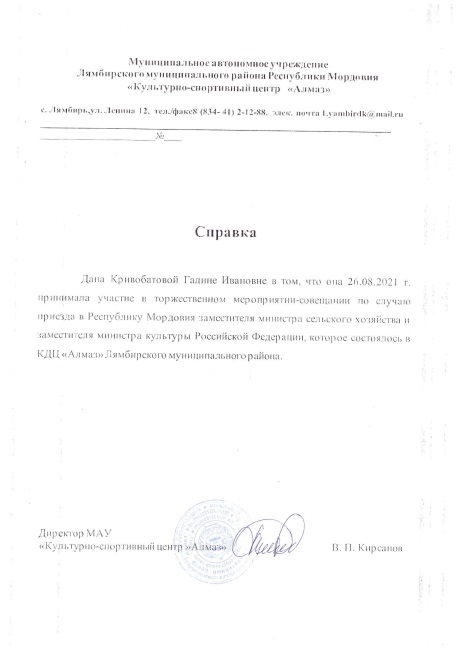 Муниципальное автономное учреждение
Лямбирского муниципального района Республики Мордовия
«Культурно-спортивный центр «Алмаз»
с. Лямбирь,ул. Ленина 12, тел./факс8 (834- 41) 2-12-88, элек. почта Lyambirdk@mail.ru
№
Справка
Дана Кривобатовой Галине Ивановне в том, что она 26.08.2021 г.
принимала участие в торжественном мероприятии-совещании по случаю
приезда в Республику Мордовия заместителя министра сельского хозяйства и
заместителя министра культуры Российской Федерации, которое состоялось в
КДЦ «Алмаз» Лямбирского муниципального района.
Директор МАУ
«Культурно-спортивный центр «Алмаз» В. П. Кирсанов